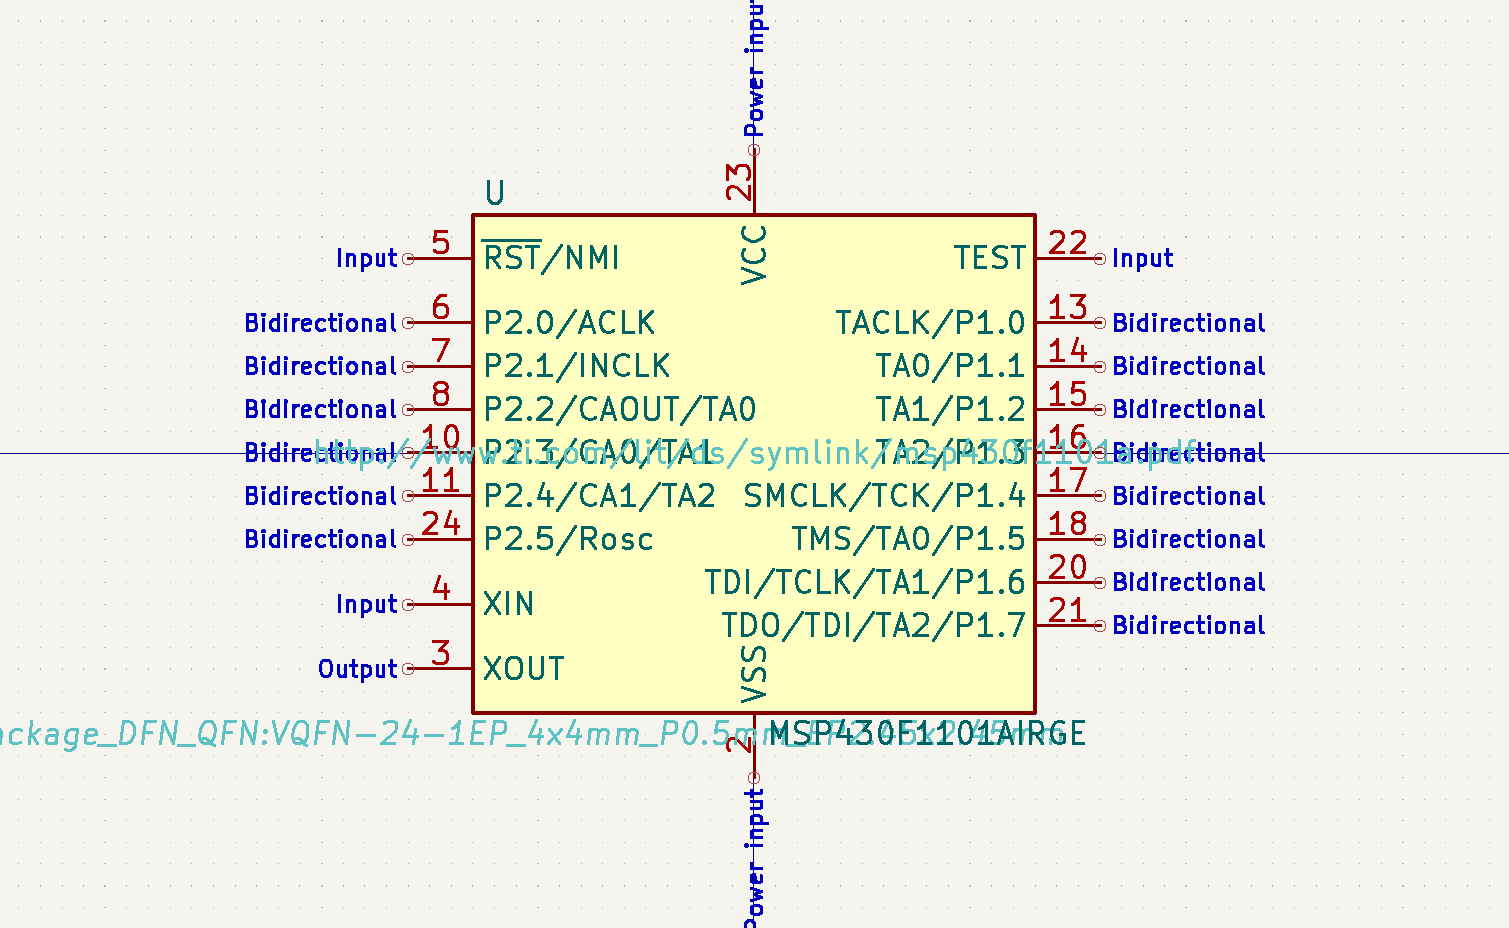 Power input
23
U
VCC
Input 5 RST/NMI
TEST 22 Input
Bidirectional 6 P2.0/ACLK
TACLK/P1.0 13 Bidirectional
Bidirectional 7 P2.1/INCLK
TA0/P1.1 14 Bidirectional
Bidirectional 8 P2.2/CAOUT/TA0
TA1/P1.2 15 Bidirectional
Bidirectional 10 P2.3/CA0/TA1
TA2/P1.3 16 Bidirectional
http://www.ti.com/lit/ds/symlink/msp430f1101a.pdf
Bidirectional 11 P2.4/CA1/TA2
SMCLK/TCK/P1.4 17 Bidirectional
Bidirectional 24 P2.5/Rosc
TMS/TA0/P1.5 18 Bidirectional
TDI/TCLK/TA1/P1.6 20 Bidirectional
Input 4 XIN
TDO/TDI/TA2/P1.7 21 Bidirectional
Output 3 XOUT
VSS
ackage_DFN_QFN:VQFN-24-1EP_4x4mm_P0.5mm_EP2.45x2.45mm
MSP430F1101AIRGE
2
Power input